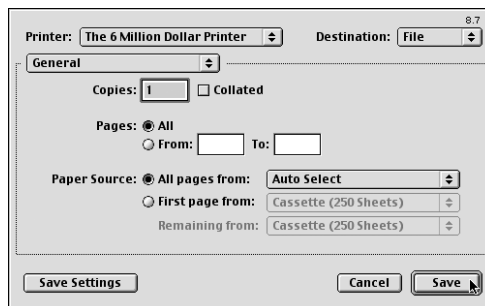 8.7
Printer: The 6 Million Dollar Printer Destination: File
General
Copies: 1 Collated
Pages: All
From: To:
Paper Source: All pages from: Auto Select
First page from: Cassette (250 Sheets)
Remaining from: Cassette (250 Sheets)
Save Settings Cancel Save